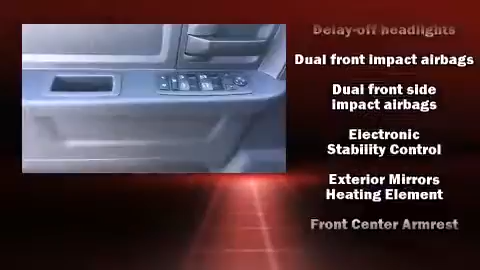 Delay-off headlights
Dual front impact airbags
Dual front side
impact airbags
Electronic
Stability Control
Exterior Mirrors
Heating Element
Front Center Armrest